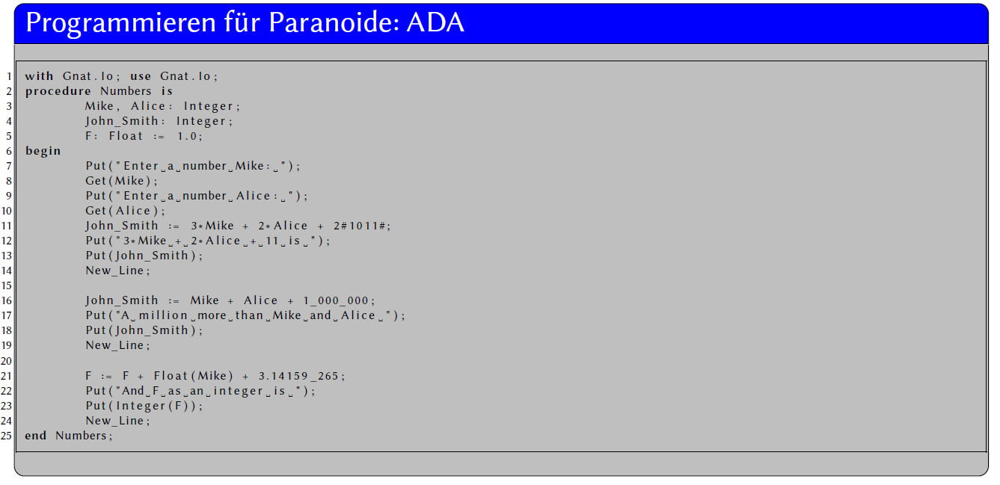 Programmieren für Paranoide: ADA
1 with Gnat.Io; use Gnat.Io;
2 procedure Numbers is
3 Mike, Alice: Integer;
4 John_Smith: Integer;
5 F: Float := 1.0;
6 begin
7 Put("Enter␣a␣number␣Mike:␣");
8 Get(Mike);
9 Put("Enter␣a␣number␣Alice:␣");
10 Get(Alice);
11 John_Smith := 3*Mike + 2*Alice + 2#1011#;
12 Put("3*Mike␣+␣2*Alice␣+␣11␣is␣");
13 Put(John_Smith);
14 New_Line;
15
16 John_Smith := Mike + Alice + 1_000_000;
17 Put("A␣million␣more␣than␣Mike␣and␣Alice␣");
18 Put(John_Smith);
19 New_Line;
20
21 F := F + Float(Mike) + 3.14159_265;
22 Put("And␣F␣as␣an␣integer␣is␣");
23 Put(Integer(F));
24 New_Line;
25 end Numbers;